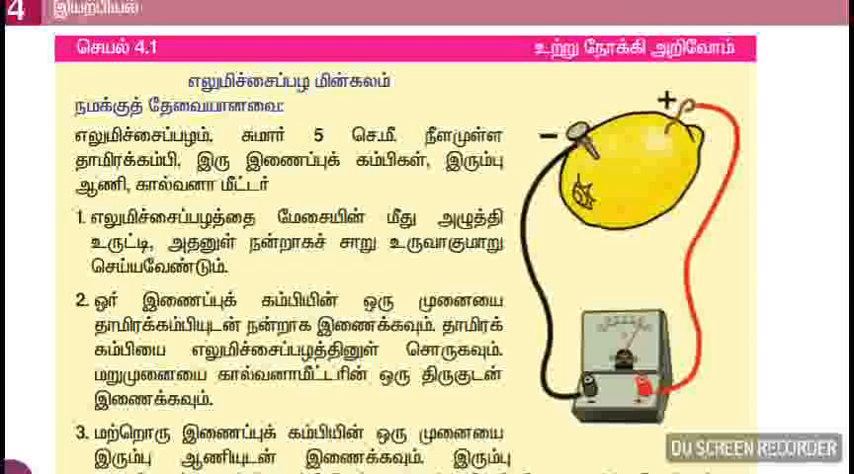 4 இயற்பியல்
செயல் 4.1 உற்று நோக்கி அறிவோம்
எலுமிச்சைப்பழ மின்கலம்
நமக்குத் தேவையானவை:
எலுமிச்சைப்பழம், சுமார் 5 செ.மீ. நீளமுள்ள
தாமிரக்கம்பி, இரு இணைப்புக் கம்பிகள், இரும்பு
ஆணி, கால்வனா மீட்டர்
1. எலுமிச்சைப்பழத்தை மேசையின் மீது அழுத்தி
உருட்டி, அதனுள் நன்றாகச் சாறு உருவாகுமாறு
செய்யவேண்டும்.
2. ஓர் இணைப்புக் கம்பியின் ஒரு முனையை
தாமிரக்கம்பியுடன் நன்றாக இணைக்கவும். தாமிரக்
கம்பியை எலுமிச்சைப்பழத்தினுள் சொருகவும்.
மறுமுனையை கால்வனாமீட்டரின் ஒரு திருகுடன்
இணைக்கவும்.
3. மற்றொரு இணைப்புக் கம்பியின் ஒரு முனையை
இரும்பு ஆணியுடன் இணைக்கவும். இரும்பு
+
−
DU SCREEN RECORDER